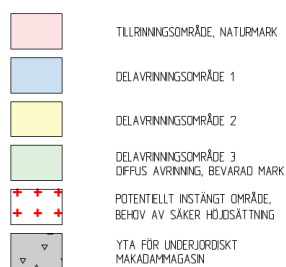 TILLRINNINGSOMRÅDE, NATURMARK
DELAVRINNINGSOMRÅDE 1
DELAVRINNINGSOMRÅDE 2
DELAVRINNINGSOMRÅDE 3
DIFFUS AVRINNING, BEVARAD MARK
POTENTIELLT INSTÄNGT OMRÅDE,
BEHOV AV SÄKER HÖJDSÄTTNING
YTA FÖR UNDERJORDISKT
MAKADAMMAGASIN